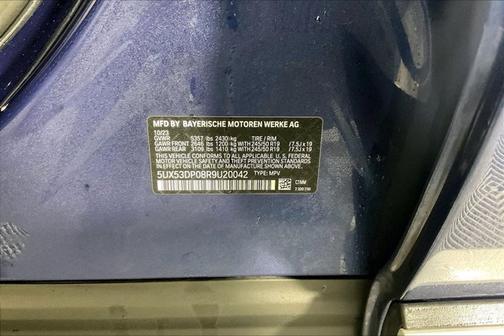 MFD BY BAYERISCHE MOTOREN WERKE AG
10/23
GVWR 5357 lbs 2430 kg TIRE / RIM
GAWR FRONT 2646 lbs 1200 kg WITH 245/50 R19 / 7.5J x 19
GAWR REAR 3109 lbs 1410 kg WITH 245/50 R19 / 7.5J x 19
THIS VEHICLE CONFORMS TO ALL APPLICABLE U.S. FEDERAL
MOTOR VEHICLE SAFETY AND THEFT PREVENTION STANDARDS
IN EFFECT ON THE DATE OF MANUFACTURE SHOWN ABOVE.
5UX53DP08R9U20042 TYPE: MPV